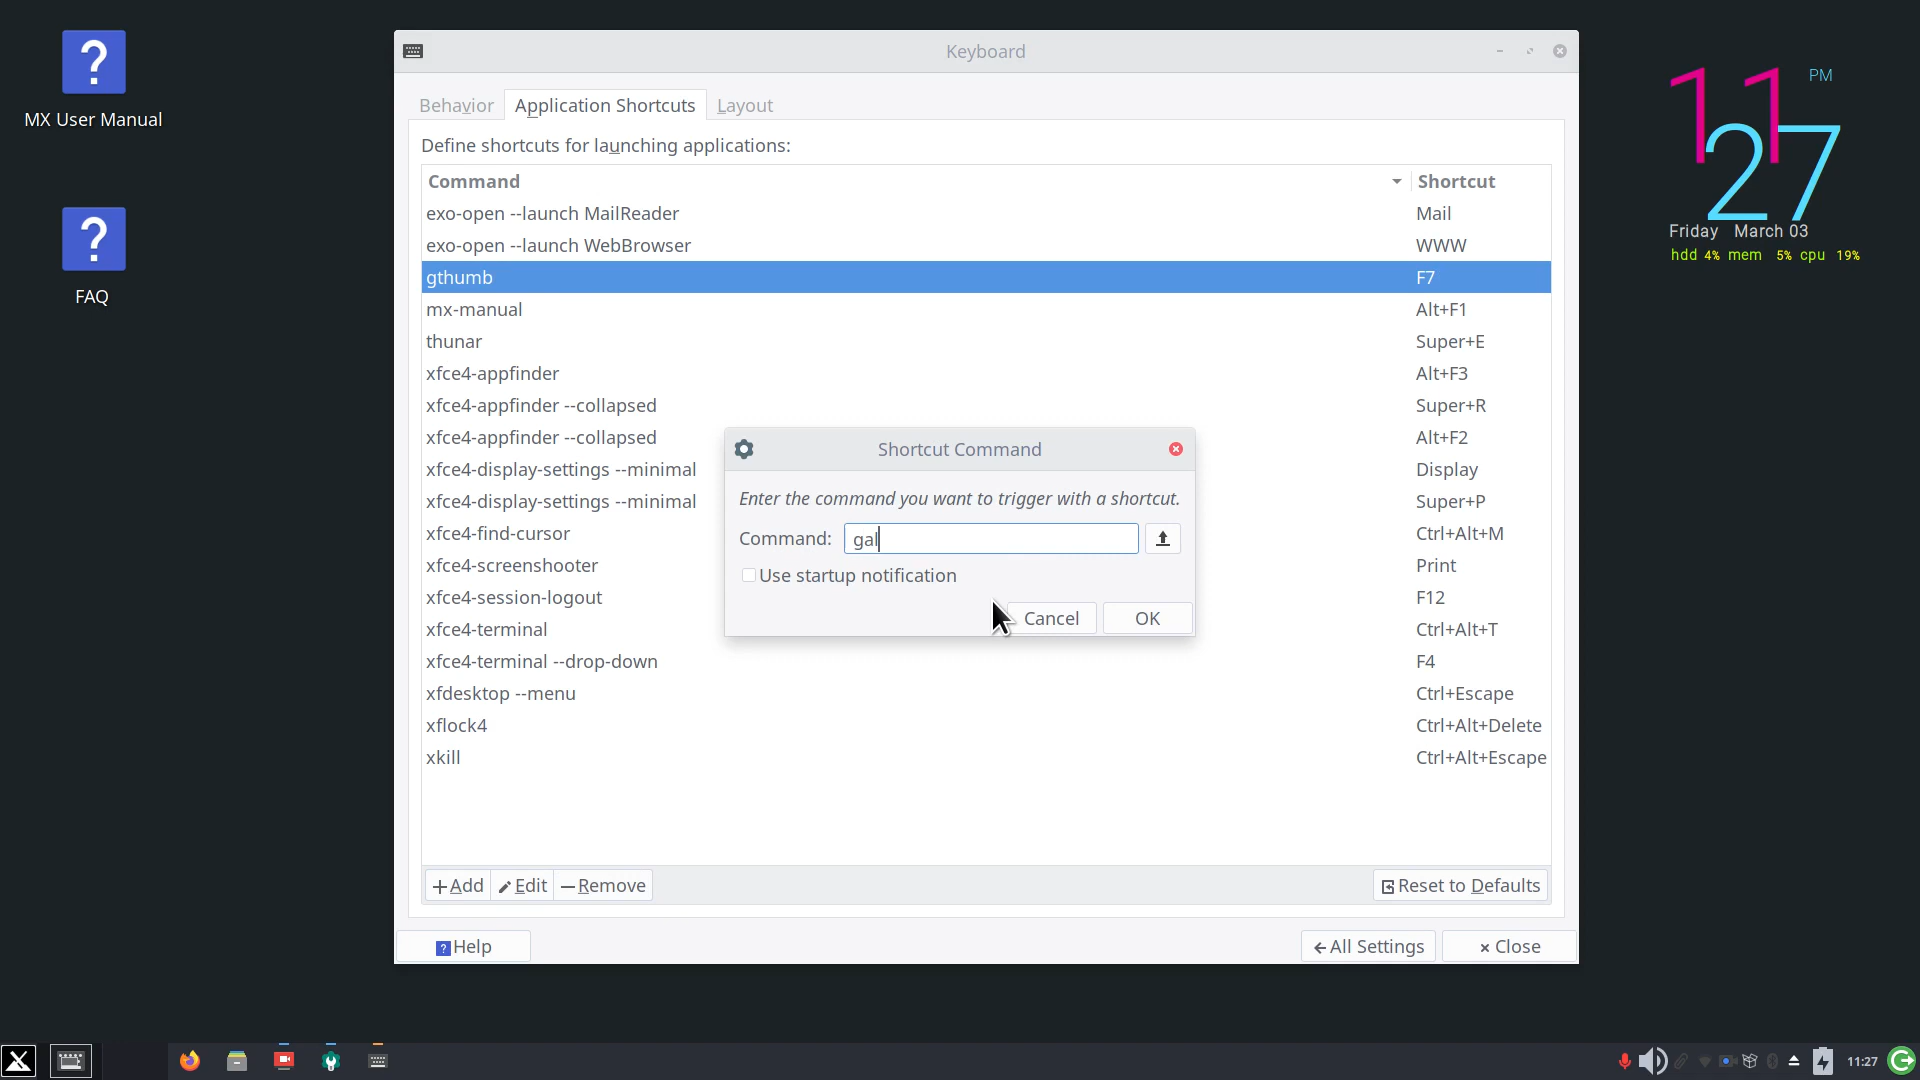 MX User Manual
FAQ
Keyboard
Behavior Application Shortcuts Layout
Define shortcuts for launching applications:
Command Shortcut
exo-open --launch MailReader Mail
exo-open --launch WebBrowser WWW
gthumb F7
mx-manual Alt+F1
thunar Super+E
xfce4-appfinder Alt+F3
xfce4-appfinder --collapsed Super+R
xfce4-appfinder --collapsed Alt+F2
xfce4-display-settings --minimal Display
xfce4-display-settings --minimal Super+P
xfce4-find-cursor Ctrl+Alt+M
xfce4-screenshooter Print
xfce4-session-logout F12
xfce4-terminal Ctrl+Alt+T
xfce4-terminal --drop-down F4
xfdesktop --menu Ctrl+Escape
xflock4 Ctrl+Alt+Delete
xkill Ctrl+Alt+Escape
Shortcut Command
Enter the command you want to trigger with a shortcut.
Command: gal
Use startup notification
Cancel OK
Add Edit Remove Reset to Defaults
Help All Settings Close
11 PM
27
Friday March 03
hdd 4% mem 5% cpu 19%
11:27